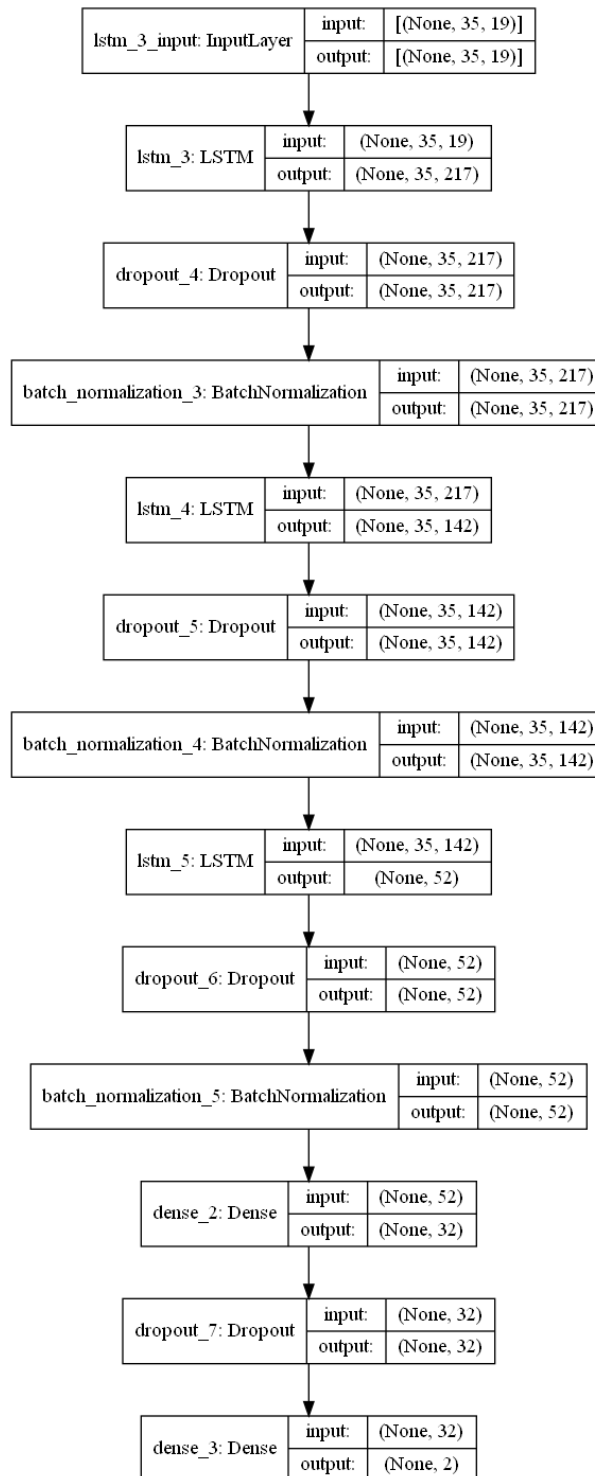 lstm_3_input: InputLayer
input: [(None, 35, 19)]
output: [(None, 35, 19)]
lstm_3: LSTM
input: (None, 35, 19)
output: (None, 35, 217)
dropout_4: Dropout
input: (None, 35, 217)
output: (None, 35, 217)
batch_normalization_3: BatchNormalization
input: (None, 35, 217)
output: (None, 35, 217)
lstm_4: LSTM
input: (None, 35, 217)
output: (None, 35, 142)
dropout_5: Dropout
input: (None, 35, 142)
output: (None, 35, 142)
batch_normalization_4: BatchNormalization
input: (None, 35, 142)
output: (None, 35, 142)
lstm_5: LSTM
input: (None, 35, 142)
output: (None, 52)
dropout_6: Dropout
input: (None, 52)
output: (None, 52)
batch_normalization_5: BatchNormalization
input: (None, 52)
output: (None, 52)
dense_2: Dense
input: (None, 52)
output: (None, 32)
dropout_7: Dropout
input: (None, 32)
output: (None, 32)
dense_3: Dense
input: (None, 32)
output: (None, 2)